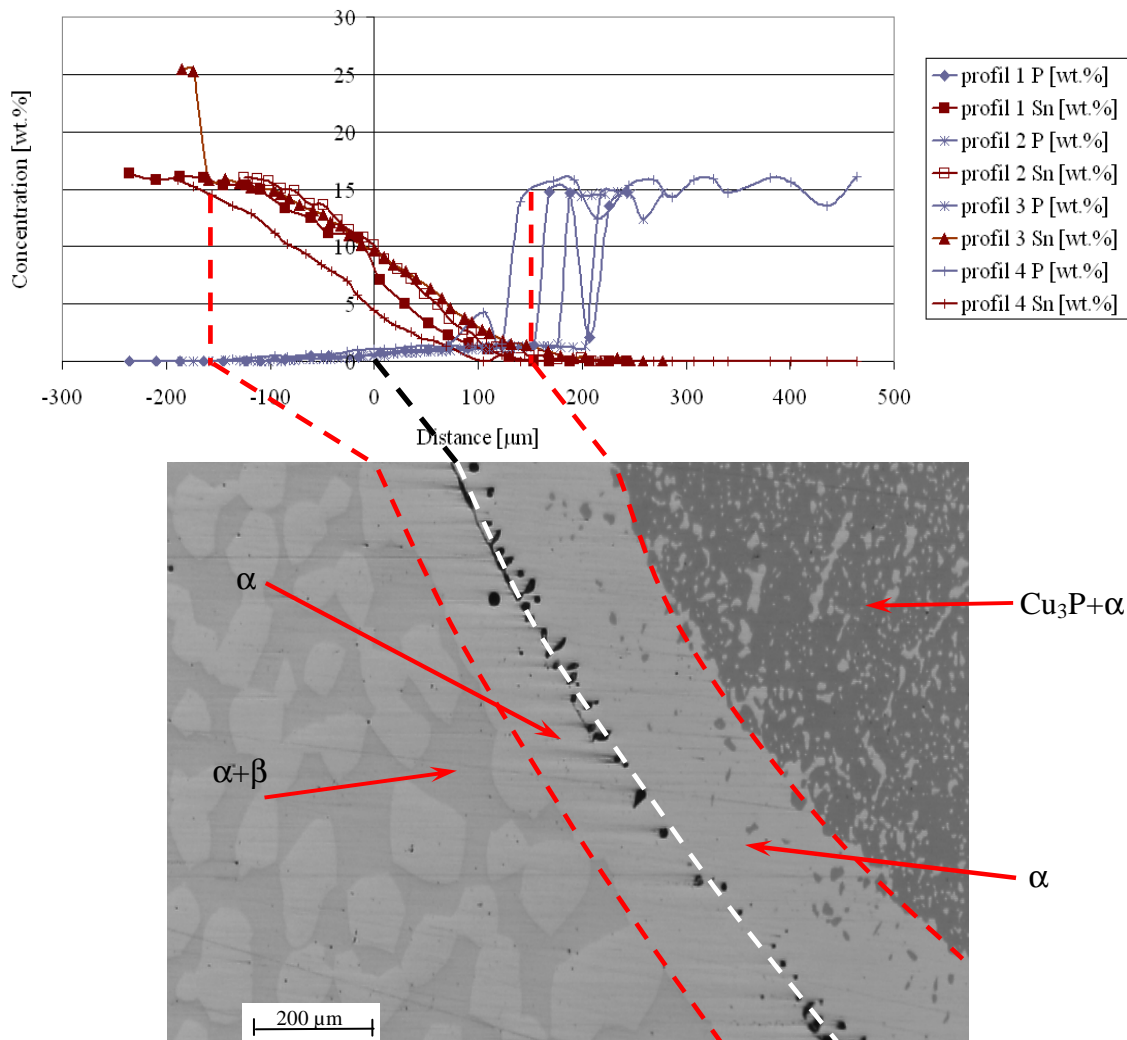 30
25
20
15
10
5
0
Concentration [wt.%]
-300 -200 -100 0 100 200 300 400 500
Distance [µm]
profil 1 P [wt.%]
profil 1 Sn [wt.%]
profil 2 P [wt.%]
profil 2 Sn [wt.%]
profil 3 P [wt.%]
profil 3 Sn [wt.%]
profil 4 P [wt.%]
profil 4 Sn [wt.%]
α
Cu₃P+α
α+β
α
200 µm